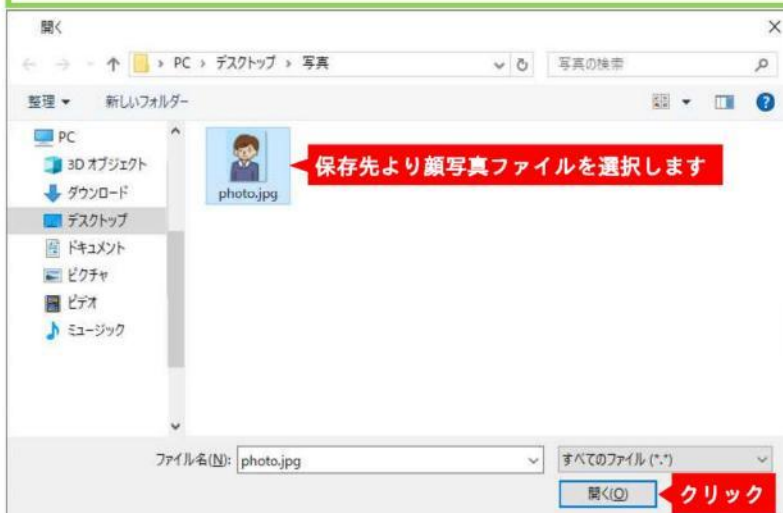 開く
PC › デスクトップ › 写真
写真の検索
整理
新しいフォルダー
PC
3D オブジェクト
ダウンロード
デスクトップ
ドキュメント
ピクチャ
ビデオ
ミュージック
photo.jpg
保存先より顔写真ファイルを選択します
ファイル名(N): photo.jpg
すべてのファイル (*.*)
開く(O)
クリック